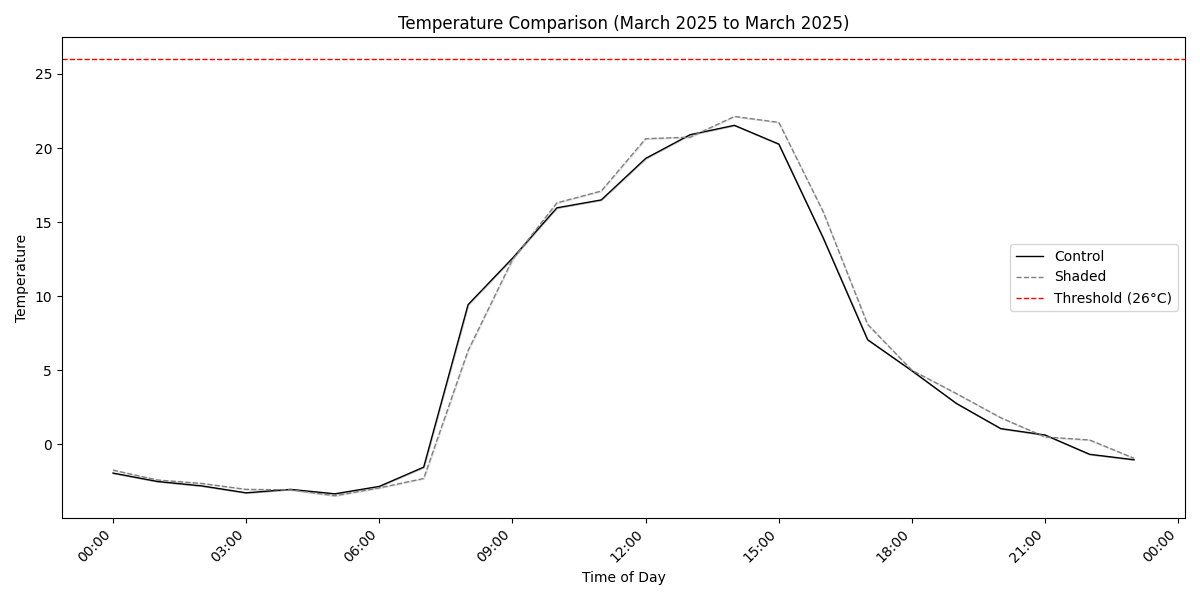 Temperature Comparison (March 2025 to March 2025)
Temperature
25
20
15
10
5
0
Control
Shaded
Threshold (26°C)
00:00
03:00
06:00
09:00
12:00
15:00
18:00
21:00
00:00
Time of Day